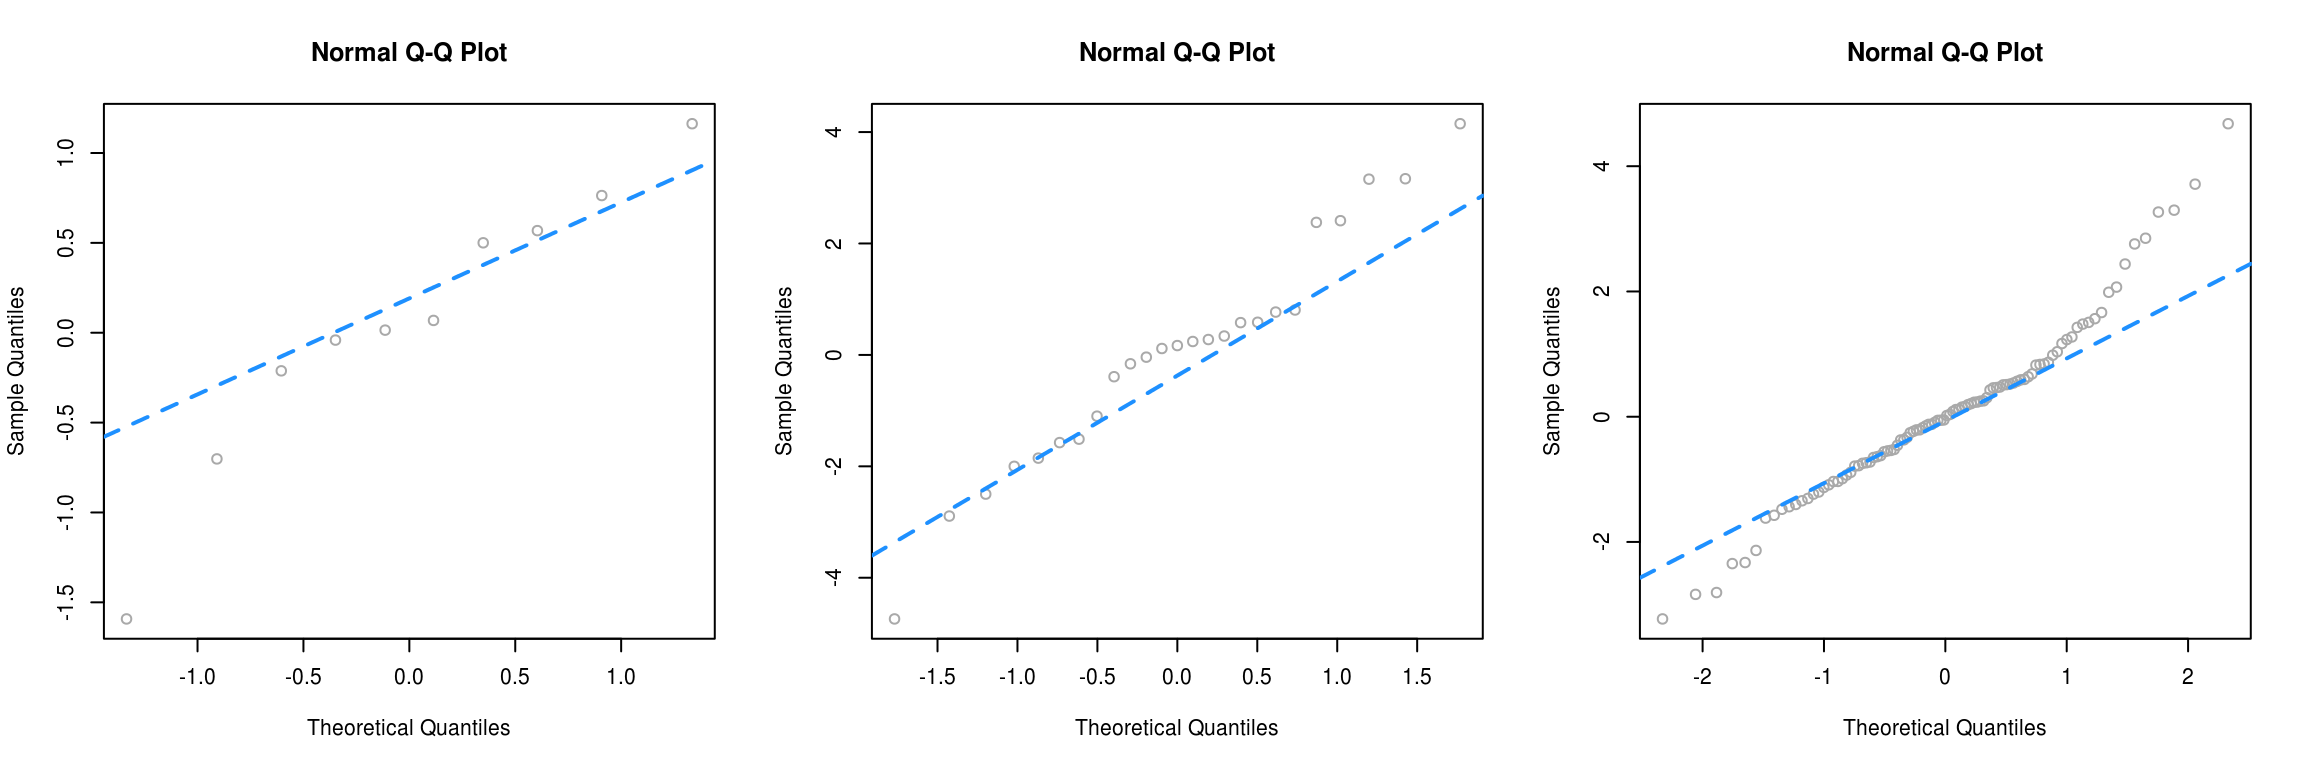 Normal Q-Q Plot
Sample Quantiles
1.0
0.5
0.0
-0.5
-1.0
-1.5
-1.0 -0.5 0.0 0.5 1.0
Theoretical Quantiles
Normal Q-Q Plot
Sample Quantiles
4
2
0
-2
-4
-1.5 -1.0 -0.5 0.0 0.5 1.0 1.5
Theoretical Quantiles
Normal Q-Q Plot
Sample Quantiles
4
2
0
-2
-2 -1 0 1 2
Theoretical Quantiles